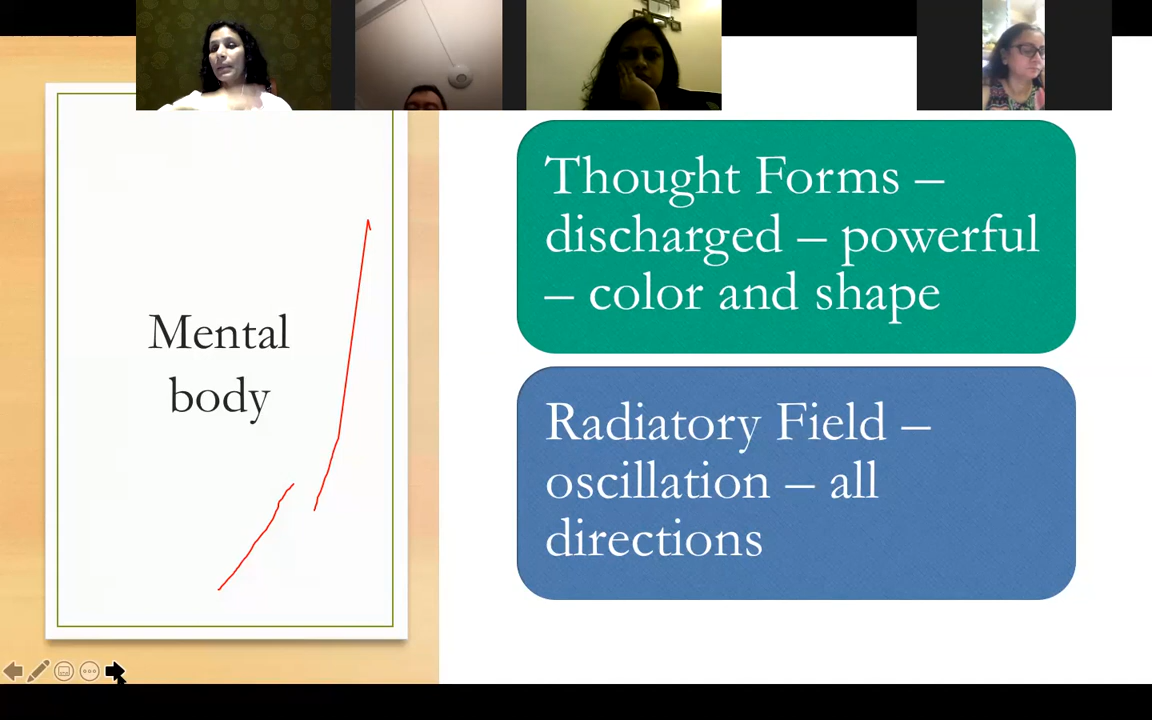 Mental
body
Thought Forms –
discharged – powerful
– color and shape
Radiatory Field –
oscillation – all
directions